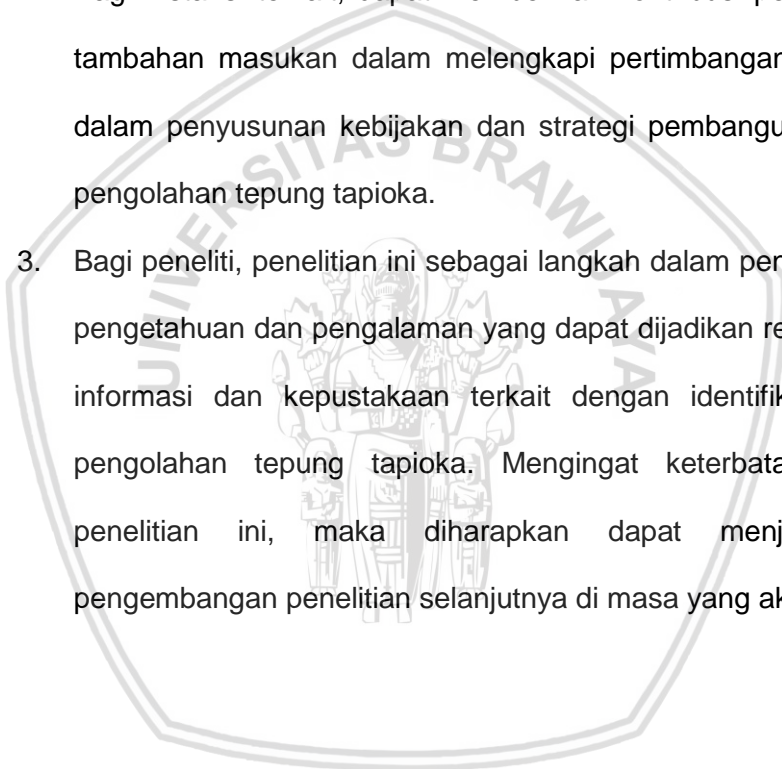 tambahan masukan dalam melengkapi pertimbangan
dalam penyusunan kebijakan dan strategi pembangu
pengolahan tepung tapioka.
3. Bagi peneliti, penelitian ini sebagai langkah dalam pen
pengetahuan dan pengalaman yang dapat dijadikan re
informasi dan kepustakaan terkait dengan identifik
pengolahan tepung tapioka. Mengingat keterbata
penelitian ini, maka diharapkan dapat menj
pengembangan penelitian selanjutnya di masa yang ak
UNIVERSITAS BRAWIJAYA